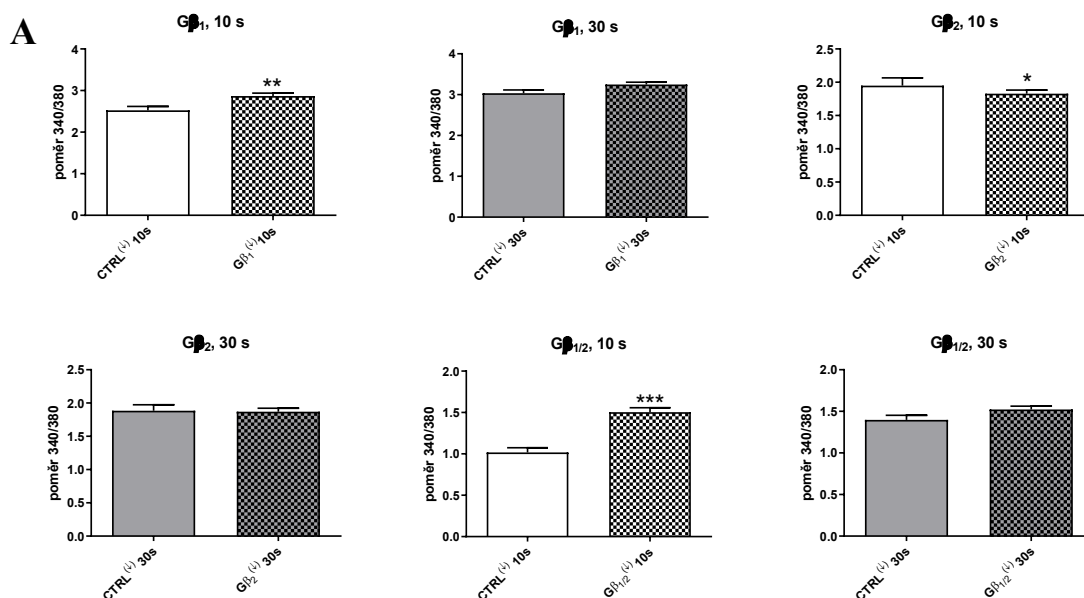 A
Gβ₁, 10 s
poměr 340/380
4
3
2
1
0
**
CTRL⁽↓⁾ 10s
Gβ₁⁽↓⁾ 10s
Gβ₁, 30 s
poměr 340/380
4
3
2
1
0
CTRL⁽↓⁾ 30s
Gβ₁⁽↓⁾ 30s
Gβ₂, 10 s
poměr 340/380
2.5
2.0
1.5
1.0
0.5
0.0
*
CTRL⁽↓⁾ 10s
Gβ₂⁽↓⁾ 10s
Gβ₂, 30 s
poměr 340/380
2.5
2.0
1.5
1.0
0.5
0.0
CTRL⁽↓⁾ 30s
Gβ₂⁽↓⁾ 30s
Gβ₁/₂, 10 s
poměr 340/380
2.0
1.5
1.0
0.5
0.0
***
CTRL⁽↓⁾ 10s
Gβ₁/₂⁽↓⁾ 10s
Gβ₁/₂, 30 s
poměr 340/380
2.0
1.5
1.0
0.5
0.0
CTRL⁽↓⁾ 30s
Gβ₁/₂⁽↓⁾ 30s